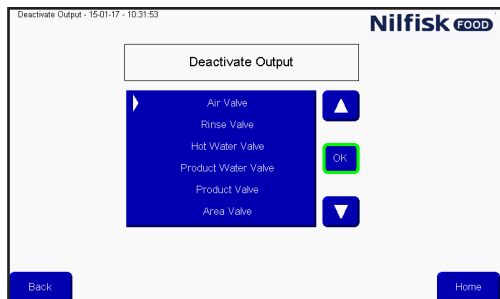 Deactivate Output - 15-01-17 - 10:31:53
Nilfisk FOOD
Deactivate Output
Air Valve
Rinse Valve
Hot Water Valve
Product Water Valve
Product Valve
Area Valve
OK
Back
Home